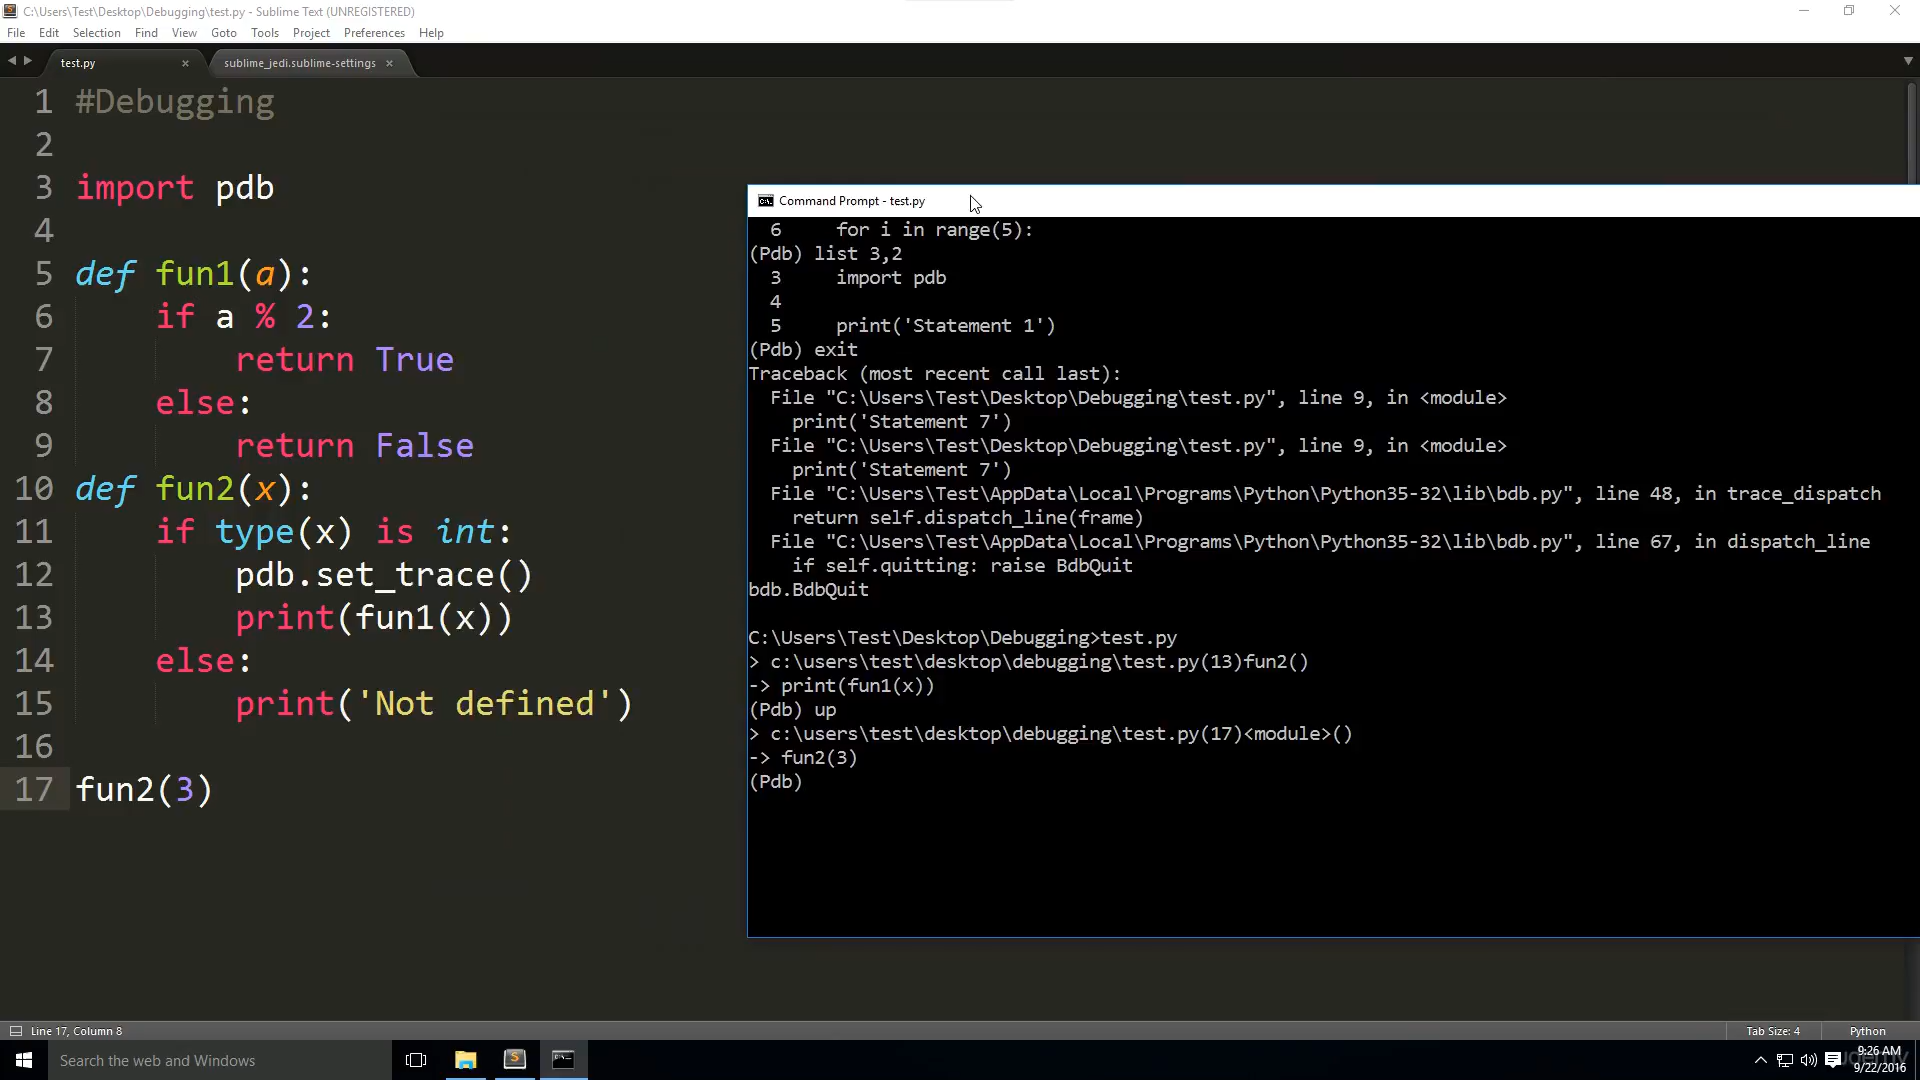 C:\Users\Test\Desktop\Debugging\test.py - Sublime Text (UNREGISTERED)
File Edit Selection Find View Goto Tools Project Preferences Help
test.py × sublime_jedi.sublime-settings ×
1 #Debugging
2
3 import pdb
4
5 def fun1(a):
6 if a % 2:
7 return True
8 else:
9 return False
10 def fun2(x):
11 if type(x) is int:
12 pdb.set_trace()
13 print(fun1(x))
14 else:
15 print('Not defined')
16
17 fun2(3)
Command Prompt - test.py
6 for i in range(5):
(Pdb) list 3,2
3 import pdb
4
5 print('Statement 1')
(Pdb) exit
Traceback (most recent call last):
File "C:\Users\Test\Desktop\Debugging\test.py", line 9, in <module>
print('Statement 7')
File "C:\Users\Test\Desktop\Debugging\test.py", line 9, in <module>
print('Statement 7')
File "C:\Users\Test\AppData\Local\Programs\Python\Python35-32\lib\bdb.py", line 48, in trace_dispatch
return self.dispatch_line(frame)
File "C:\Users\Test\AppData\Local\Programs\Python\Python35-32\lib\bdb.py", line 67, in dispatch_line
if self.quitting: raise BdbQuit
bdb.BdbQuit
C:\Users\Test\Desktop\Debugging>test.py
> c:\users\test\desktop\debugging\test.py(13)fun2()
-> print(fun1(x))
(Pdb) up
> c:\users\test\desktop\debugging\test.py(17)<module>()
-> fun2(3)
(Pdb)
Line 17, Column 8
Tab Size: 4 Python
Search the web and Windows
9:26 AM
9/22/2016